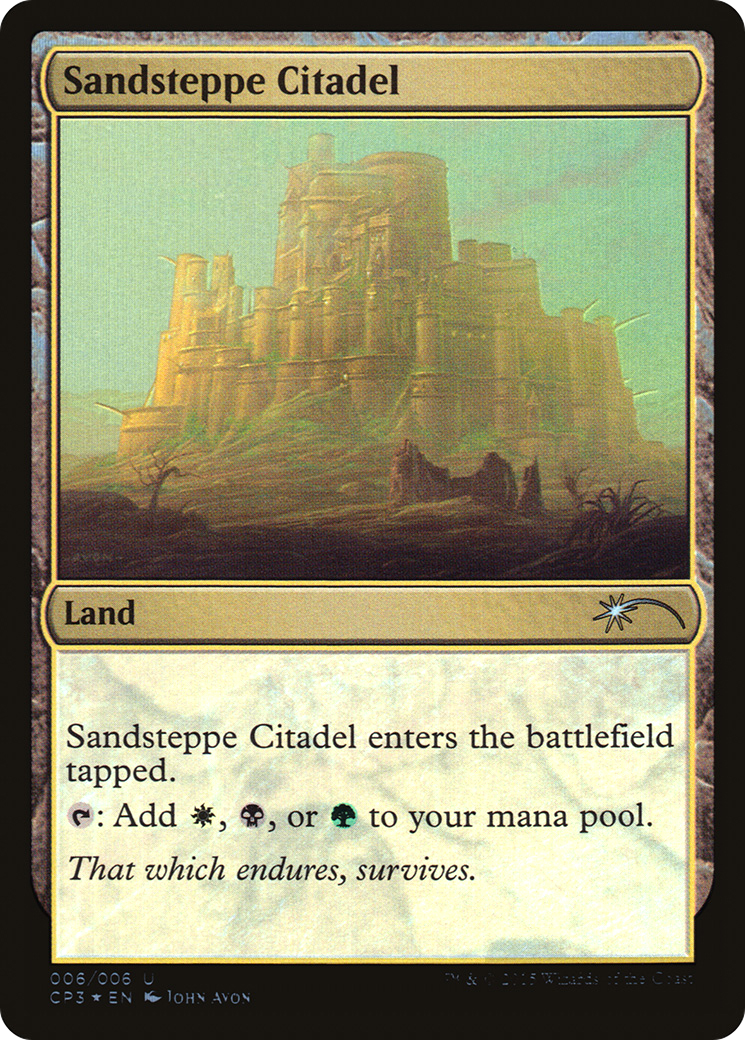 Sandsteppe Citadel
AVON
Land
Sandsteppe Citadel enters the battlefield
tapped.
: Add , , or to your mana pool.
That which endures, survives.
006/006 U
™ & © 2015 Wizards of the Coast
CP3 ★ EN John Avon